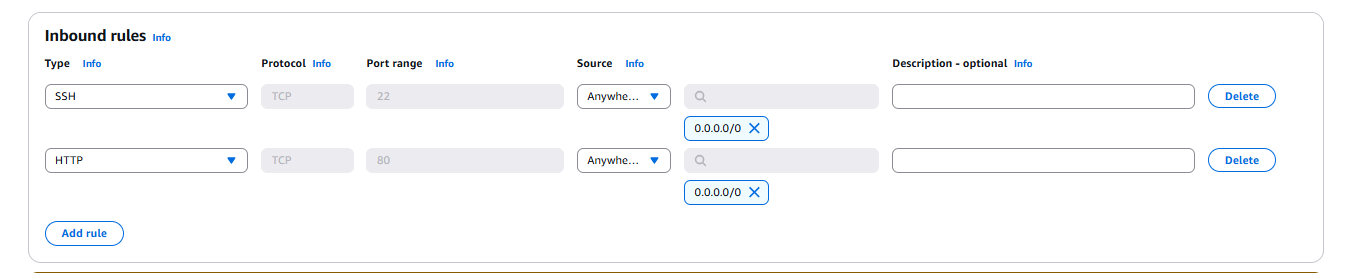 Inbound rules Info
Type Info Protocol Info Port range Info Source Info Description - optional Info
SSH TCP 22 Anywhe... Delete
0.0.0.0/0
HTTP TCP 80 Anywhe... Delete
0.0.0.0/0
Add rule